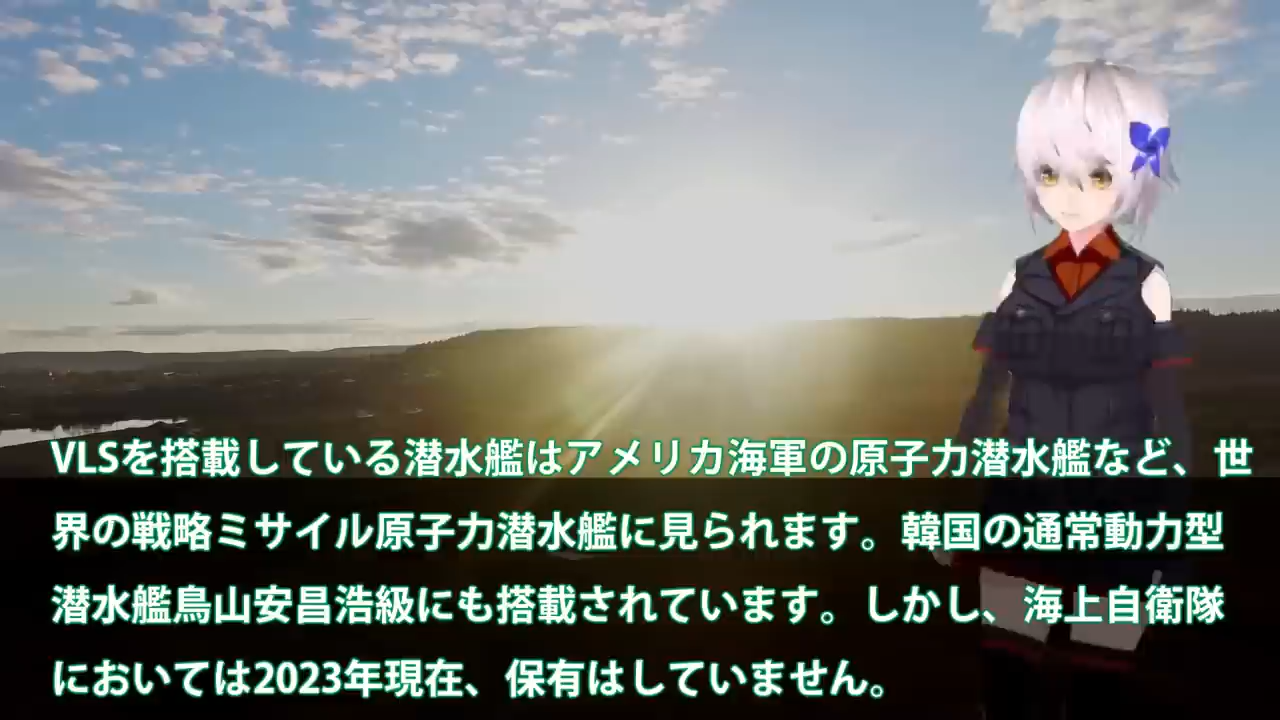 VLSを搭載している潜水艦はアメリカ海軍の原子力潜水艦など、世
界の戦略ミサイル原子力潜水艦に見られます。韓国の通常動力型
潜水艦鳥山安昌浩級にも搭載されています。しかし、海上自衛隊
においては2023年現在、保有はしていません。